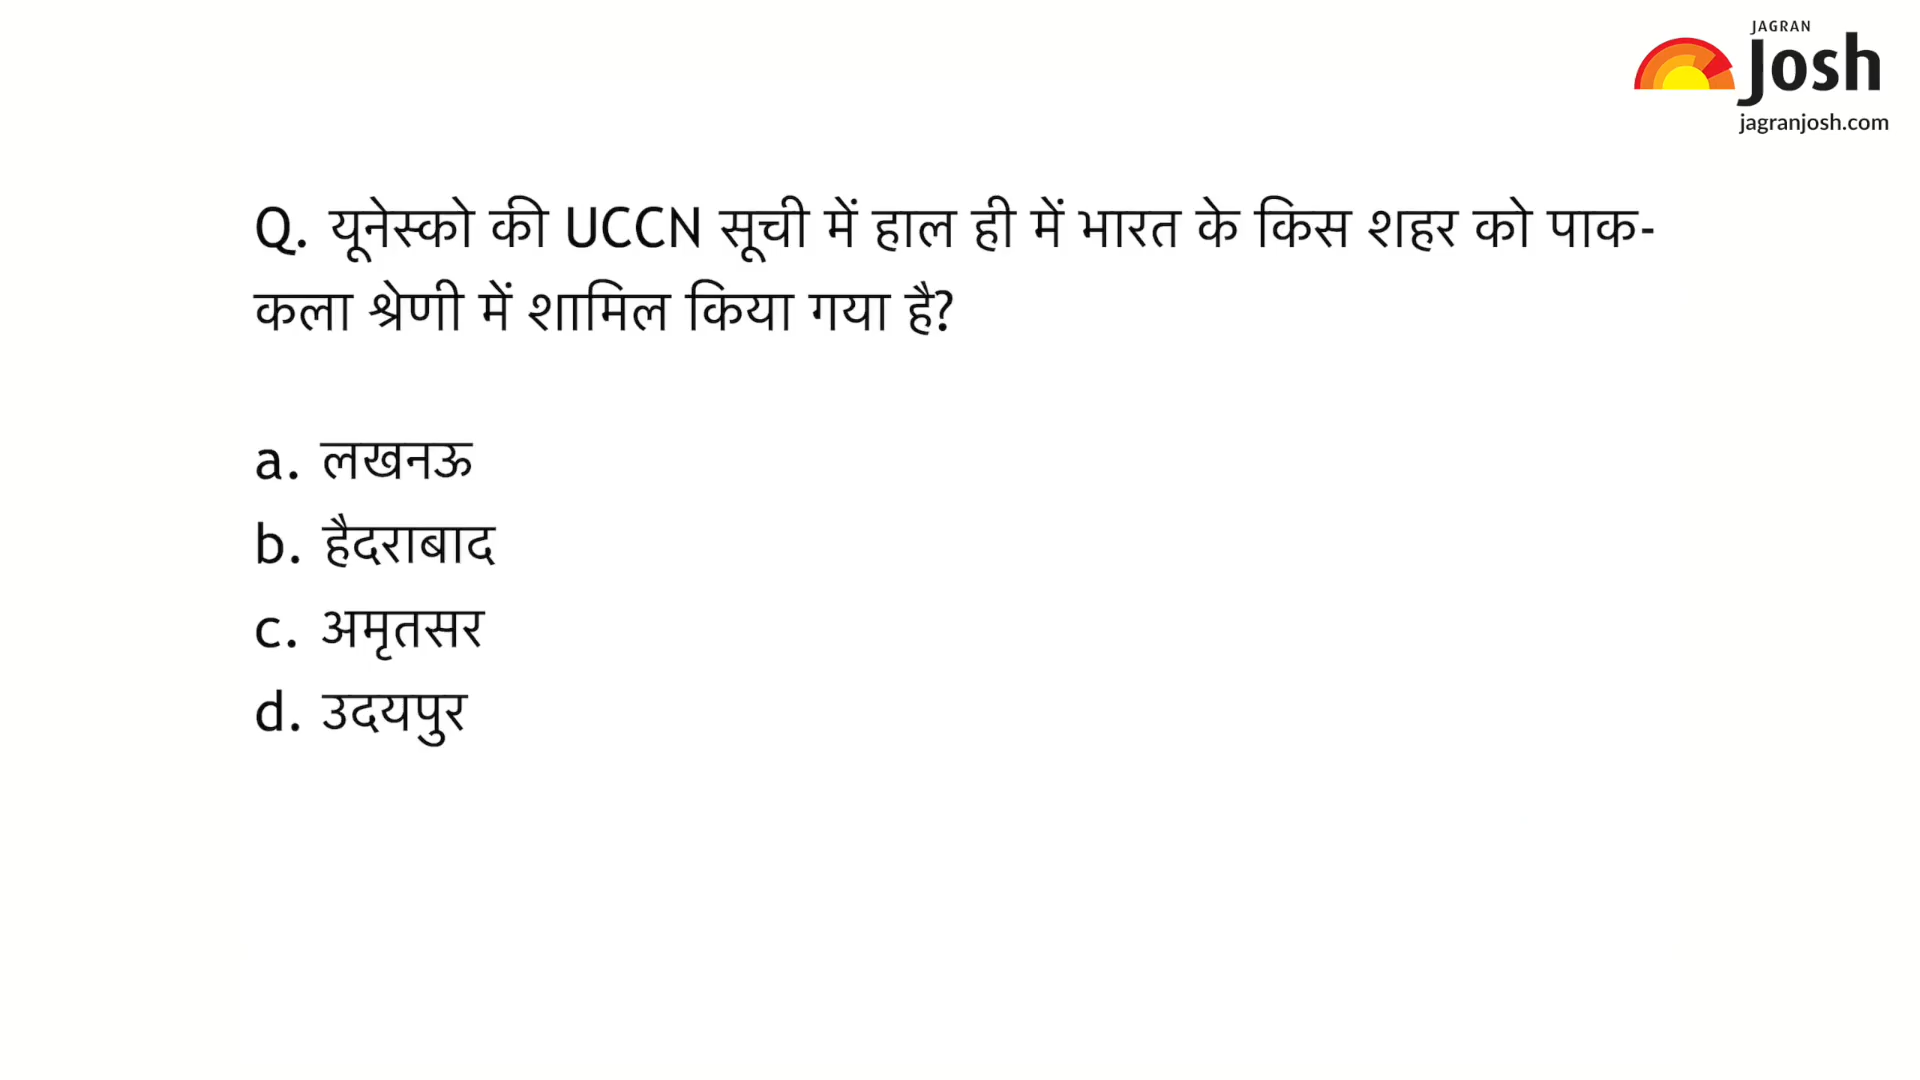 JAGRAN
Josh
jagranjosh.com
Q. यूनेस्को की UCCN सूची में हाल ही में भारत के किस शहर को पाक-
कला श्रेणी में शामिल किया गया है?
a. लखनऊ
b. हैदराबाद
c. अमृतसर
d. उदयपुर